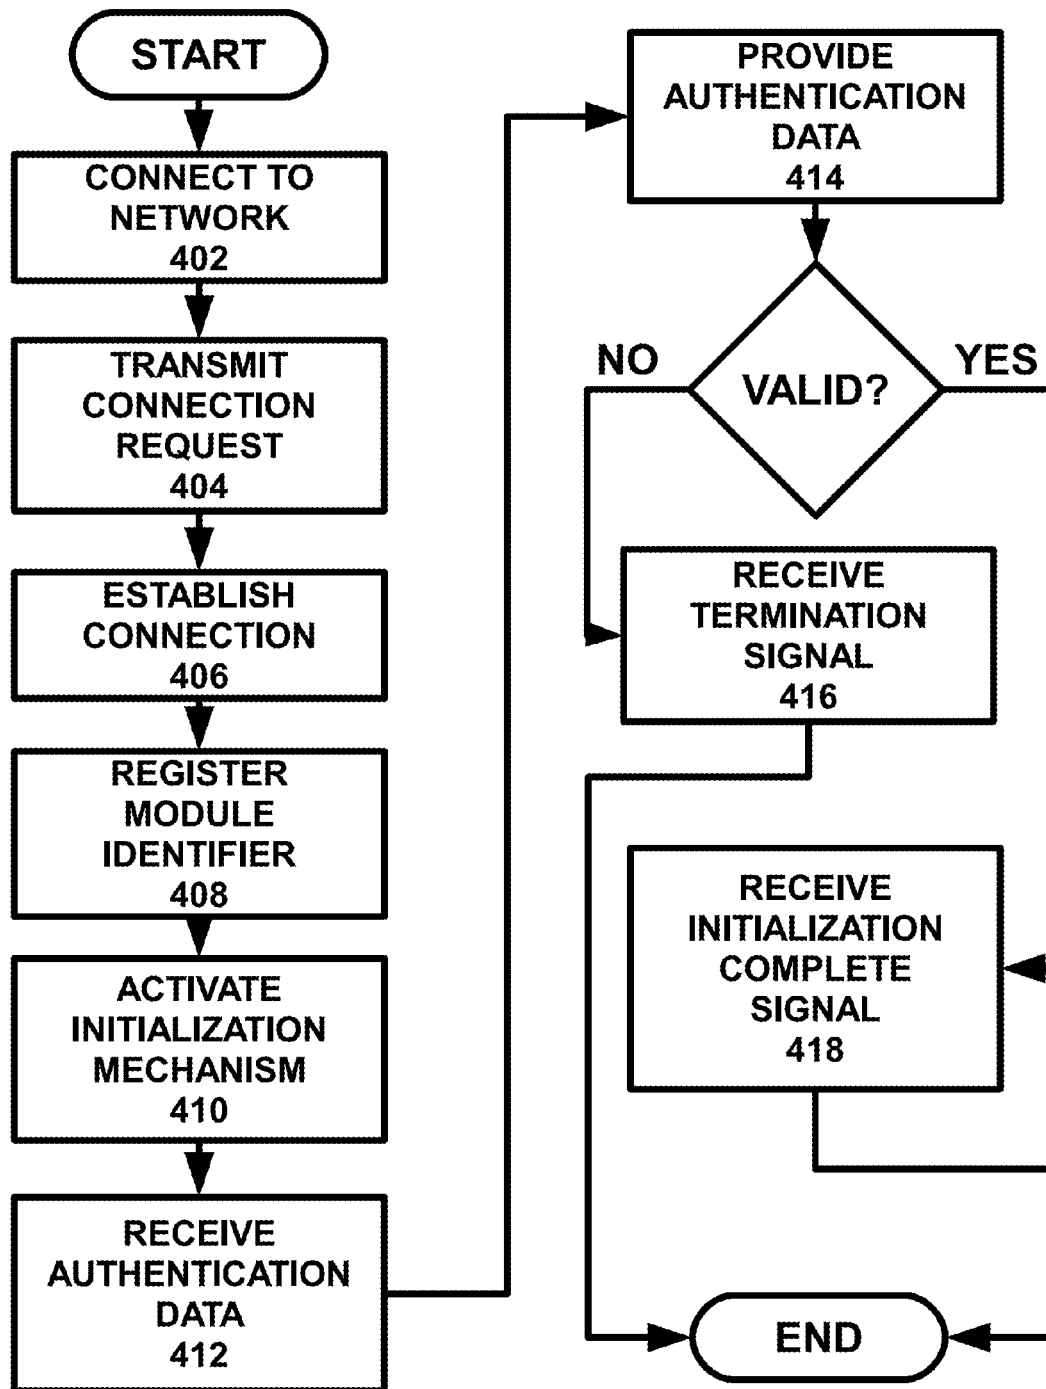 START
CONNECT TO
NETWORK
402
TRANSMIT
CONNECTION
REQUEST
404
ESTABLISH
CONNECTION
406
REGISTER
MODULE
IDENTIFIER
408
ACTIVATE
INITIALIZATION
MECHANISM
410
RECEIVE
AUTHENTICATION
DATA
412
PROVIDE
AUTHENTICATION
DATA
414
VALID?
NO
YES
RECEIVE
TERMINATION
SIGNAL
416
RECEIVE
INITIALIZATION
COMPLETE
SIGNAL
418
END